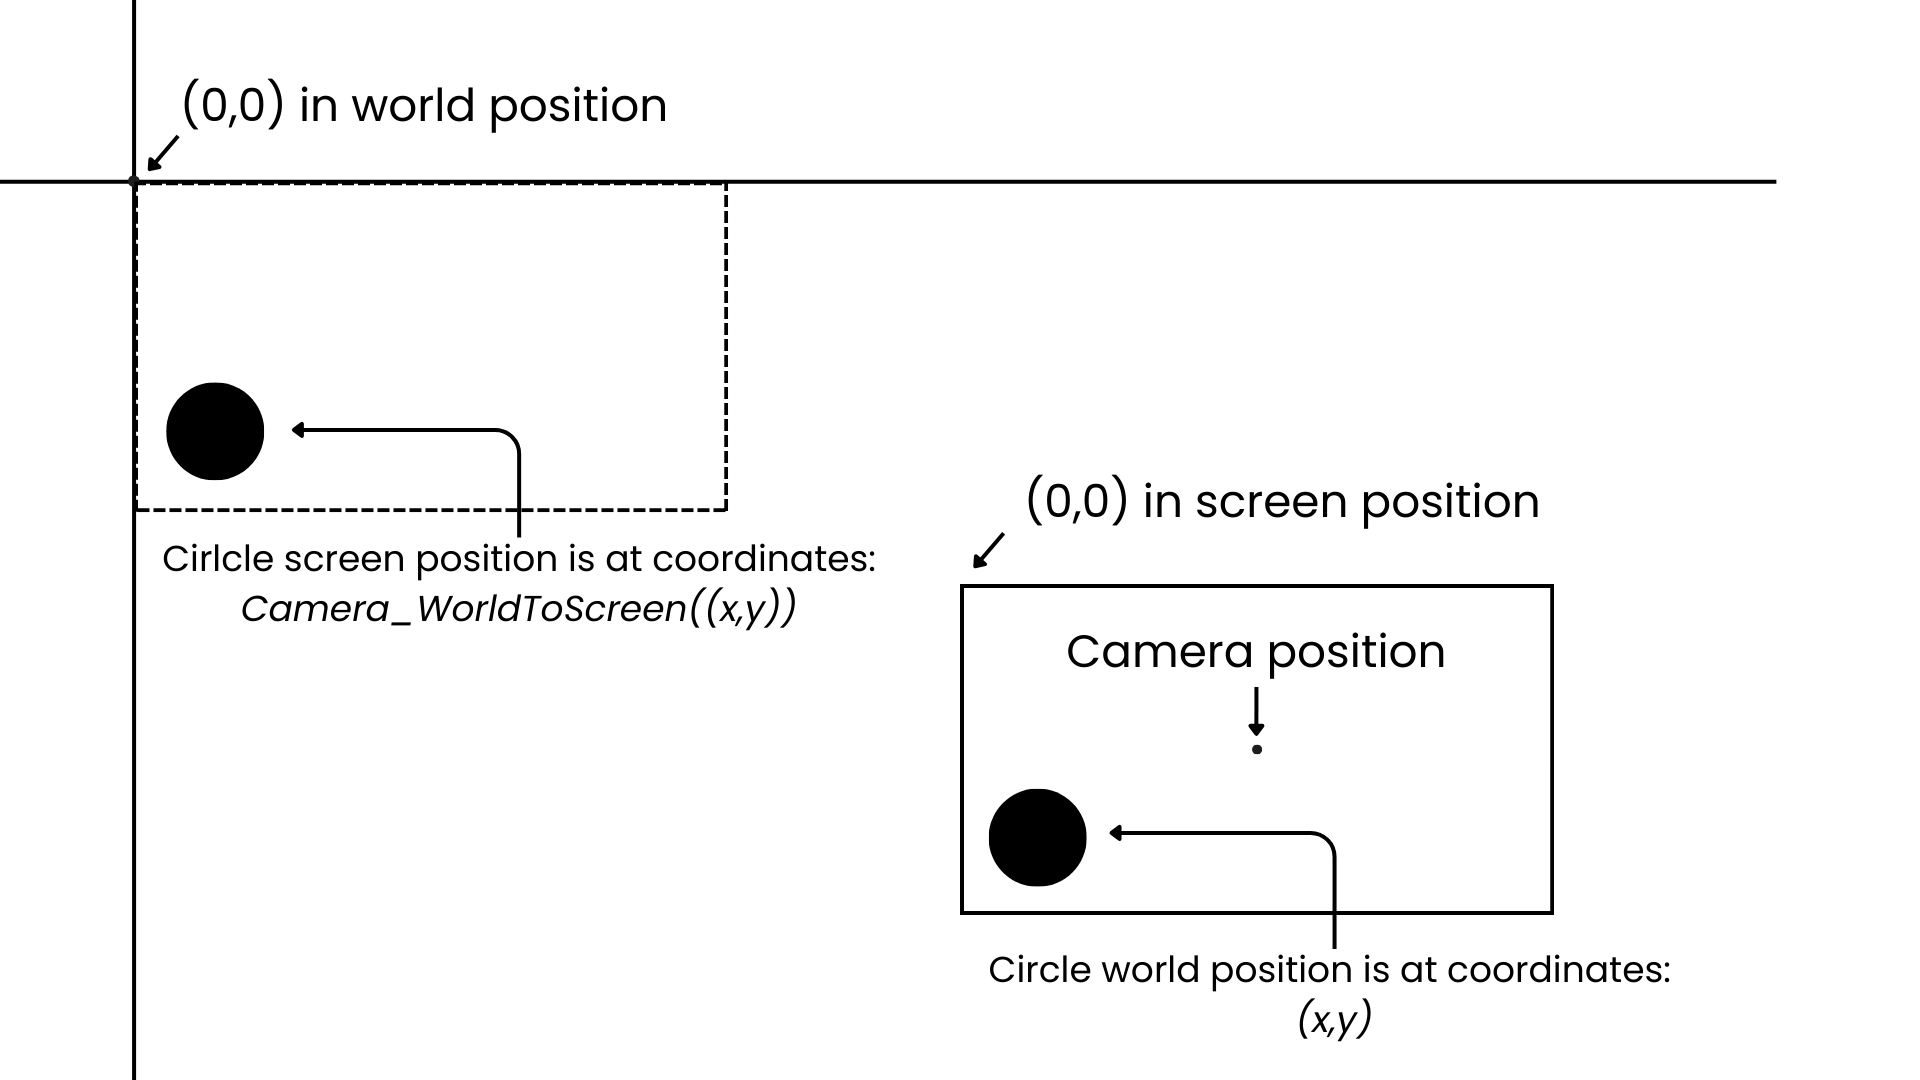 (0,0) in world position
Cirlcle screen position is at coordinates:
Camera_WorldToScreen((x,y))
(0,0) in screen position
Camera position
Circle world position is at coordinates:
(x,y)